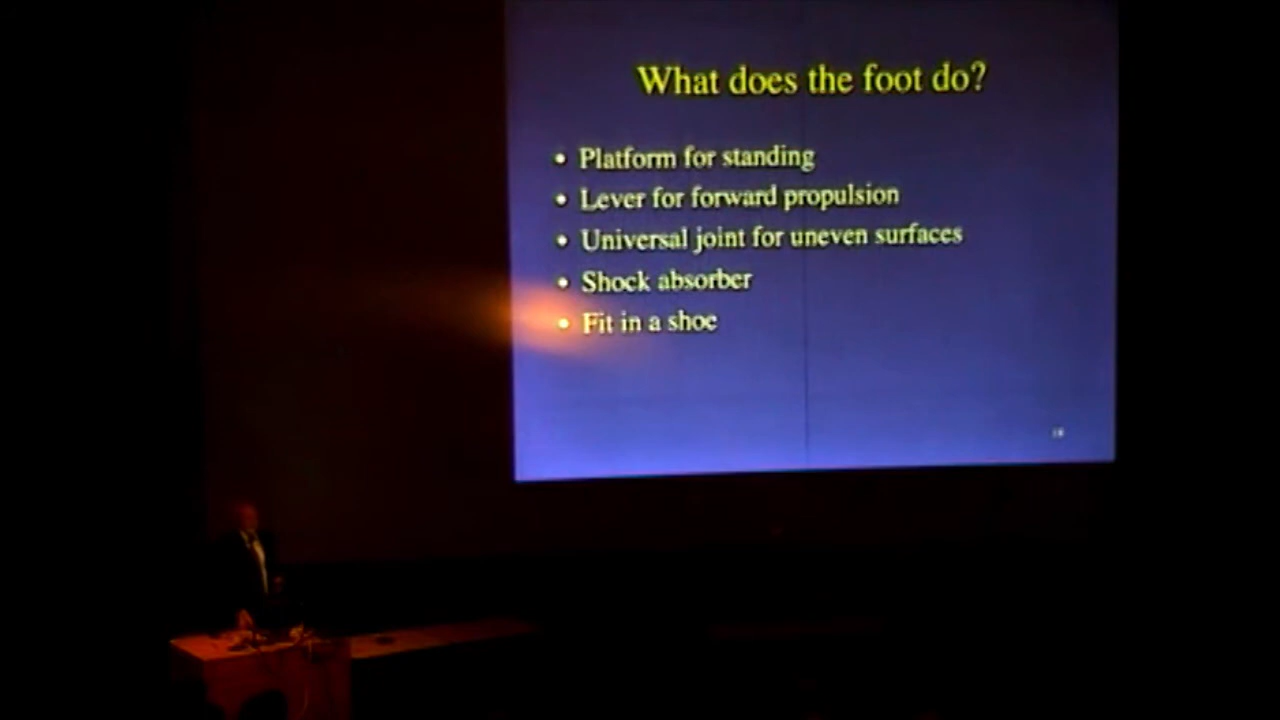 What does the foot do?
• Platform for standing
• Lever for forward propulsion
• Universal joint for uneven surfaces
• Shock absorber
• Fit in a shoe